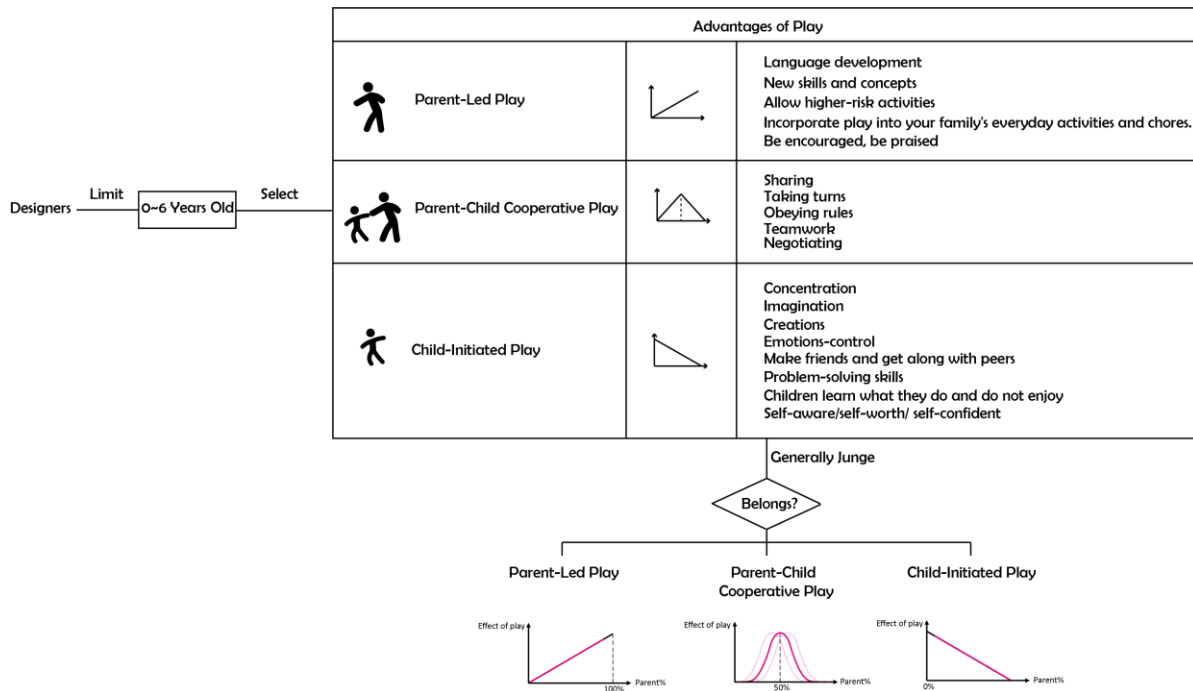 Advantages of Play
Parent-Led Play
Language development
New skills and concepts
Allow higher-risk activities
Incorporate play into your family's everyday activities and chores.
Be encouraged, be praised
Designers
Limit
0~6 Years Old
Select
Parent-Child Cooperative Play
Sharing
Taking turns
Obeying rules
Teamwork
Negotiating
Child-Initiated Play
Concentration
Imagination
Creations
Emotions-control
Make friends and get along with peers
Problem-solving skills
Children learn what they do and do not enjoy
Self-aware/self-worth/ self-confident
Generally Junge
Belongs?
Parent-Led Play
Parent-Child
Cooperative Play
Child-Initiated Play
Effect of play
100%
Parent%
Effect of play
50%
Parent%
Effect of play
0%
Parent%